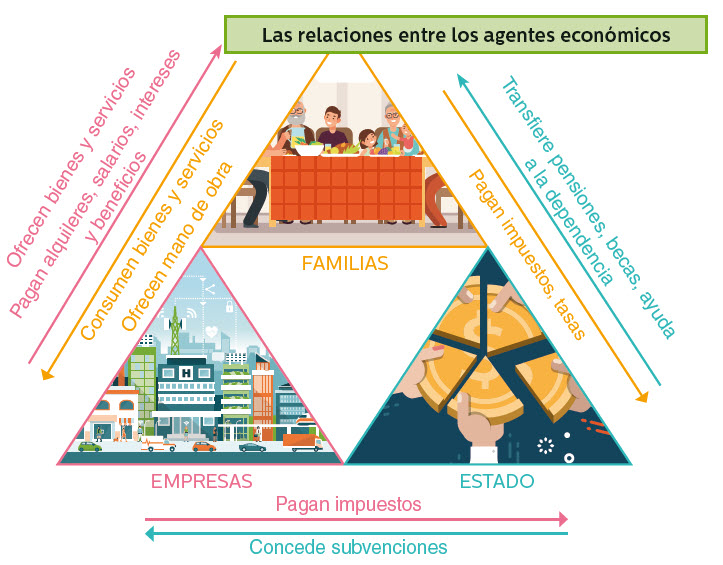 Las relaciones entre los agentes económicos
Ofrecen bienes y servicios
Pagan alquileres, salarios, intereses
y beneficios
Consumen bienes y servicios
Ofrecen mano de obra
Transfiere pensiones, becas, ayuda
a la dependencia
Pagan impuestos, tasas
FAMILIAS
H
EMPRESAS
ESTADO
Pagan impuestos
Concede subvenciones